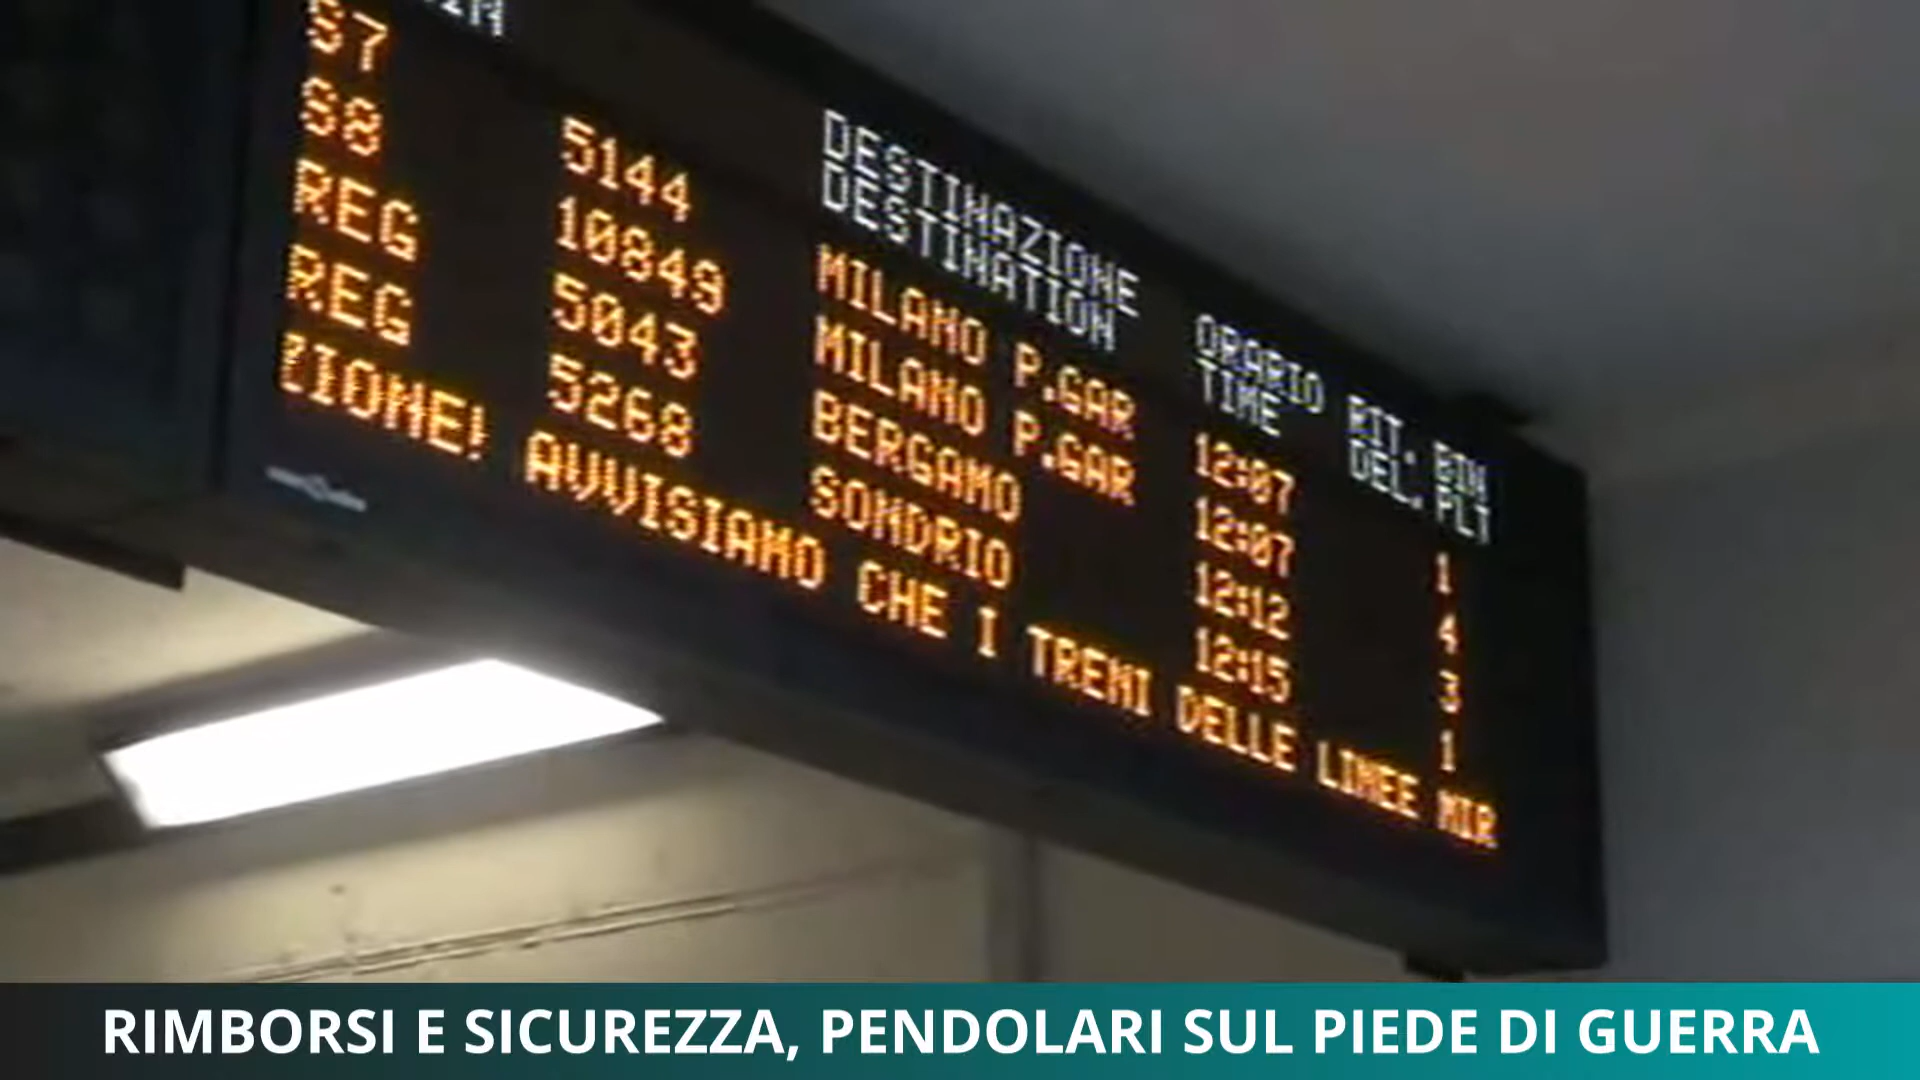 DESTINAZIONE ORARIO RIT. BIN
DESTINATION TIME DEL. PLT
S7 5144 MILANO P.GAR 12:07 1
S8 10849 MILANO P.GAR 12:07 4
REG 5043 BERGAMO 12:12 3
REG 5268 SONDRIO 12:15 1
ZIONE! AVVISIAMO CHE I TRENI DELLE LINEE MIR
RIMBORSI E SICUREZZA, PENDOLARI SUL PIEDE DI GUERRA